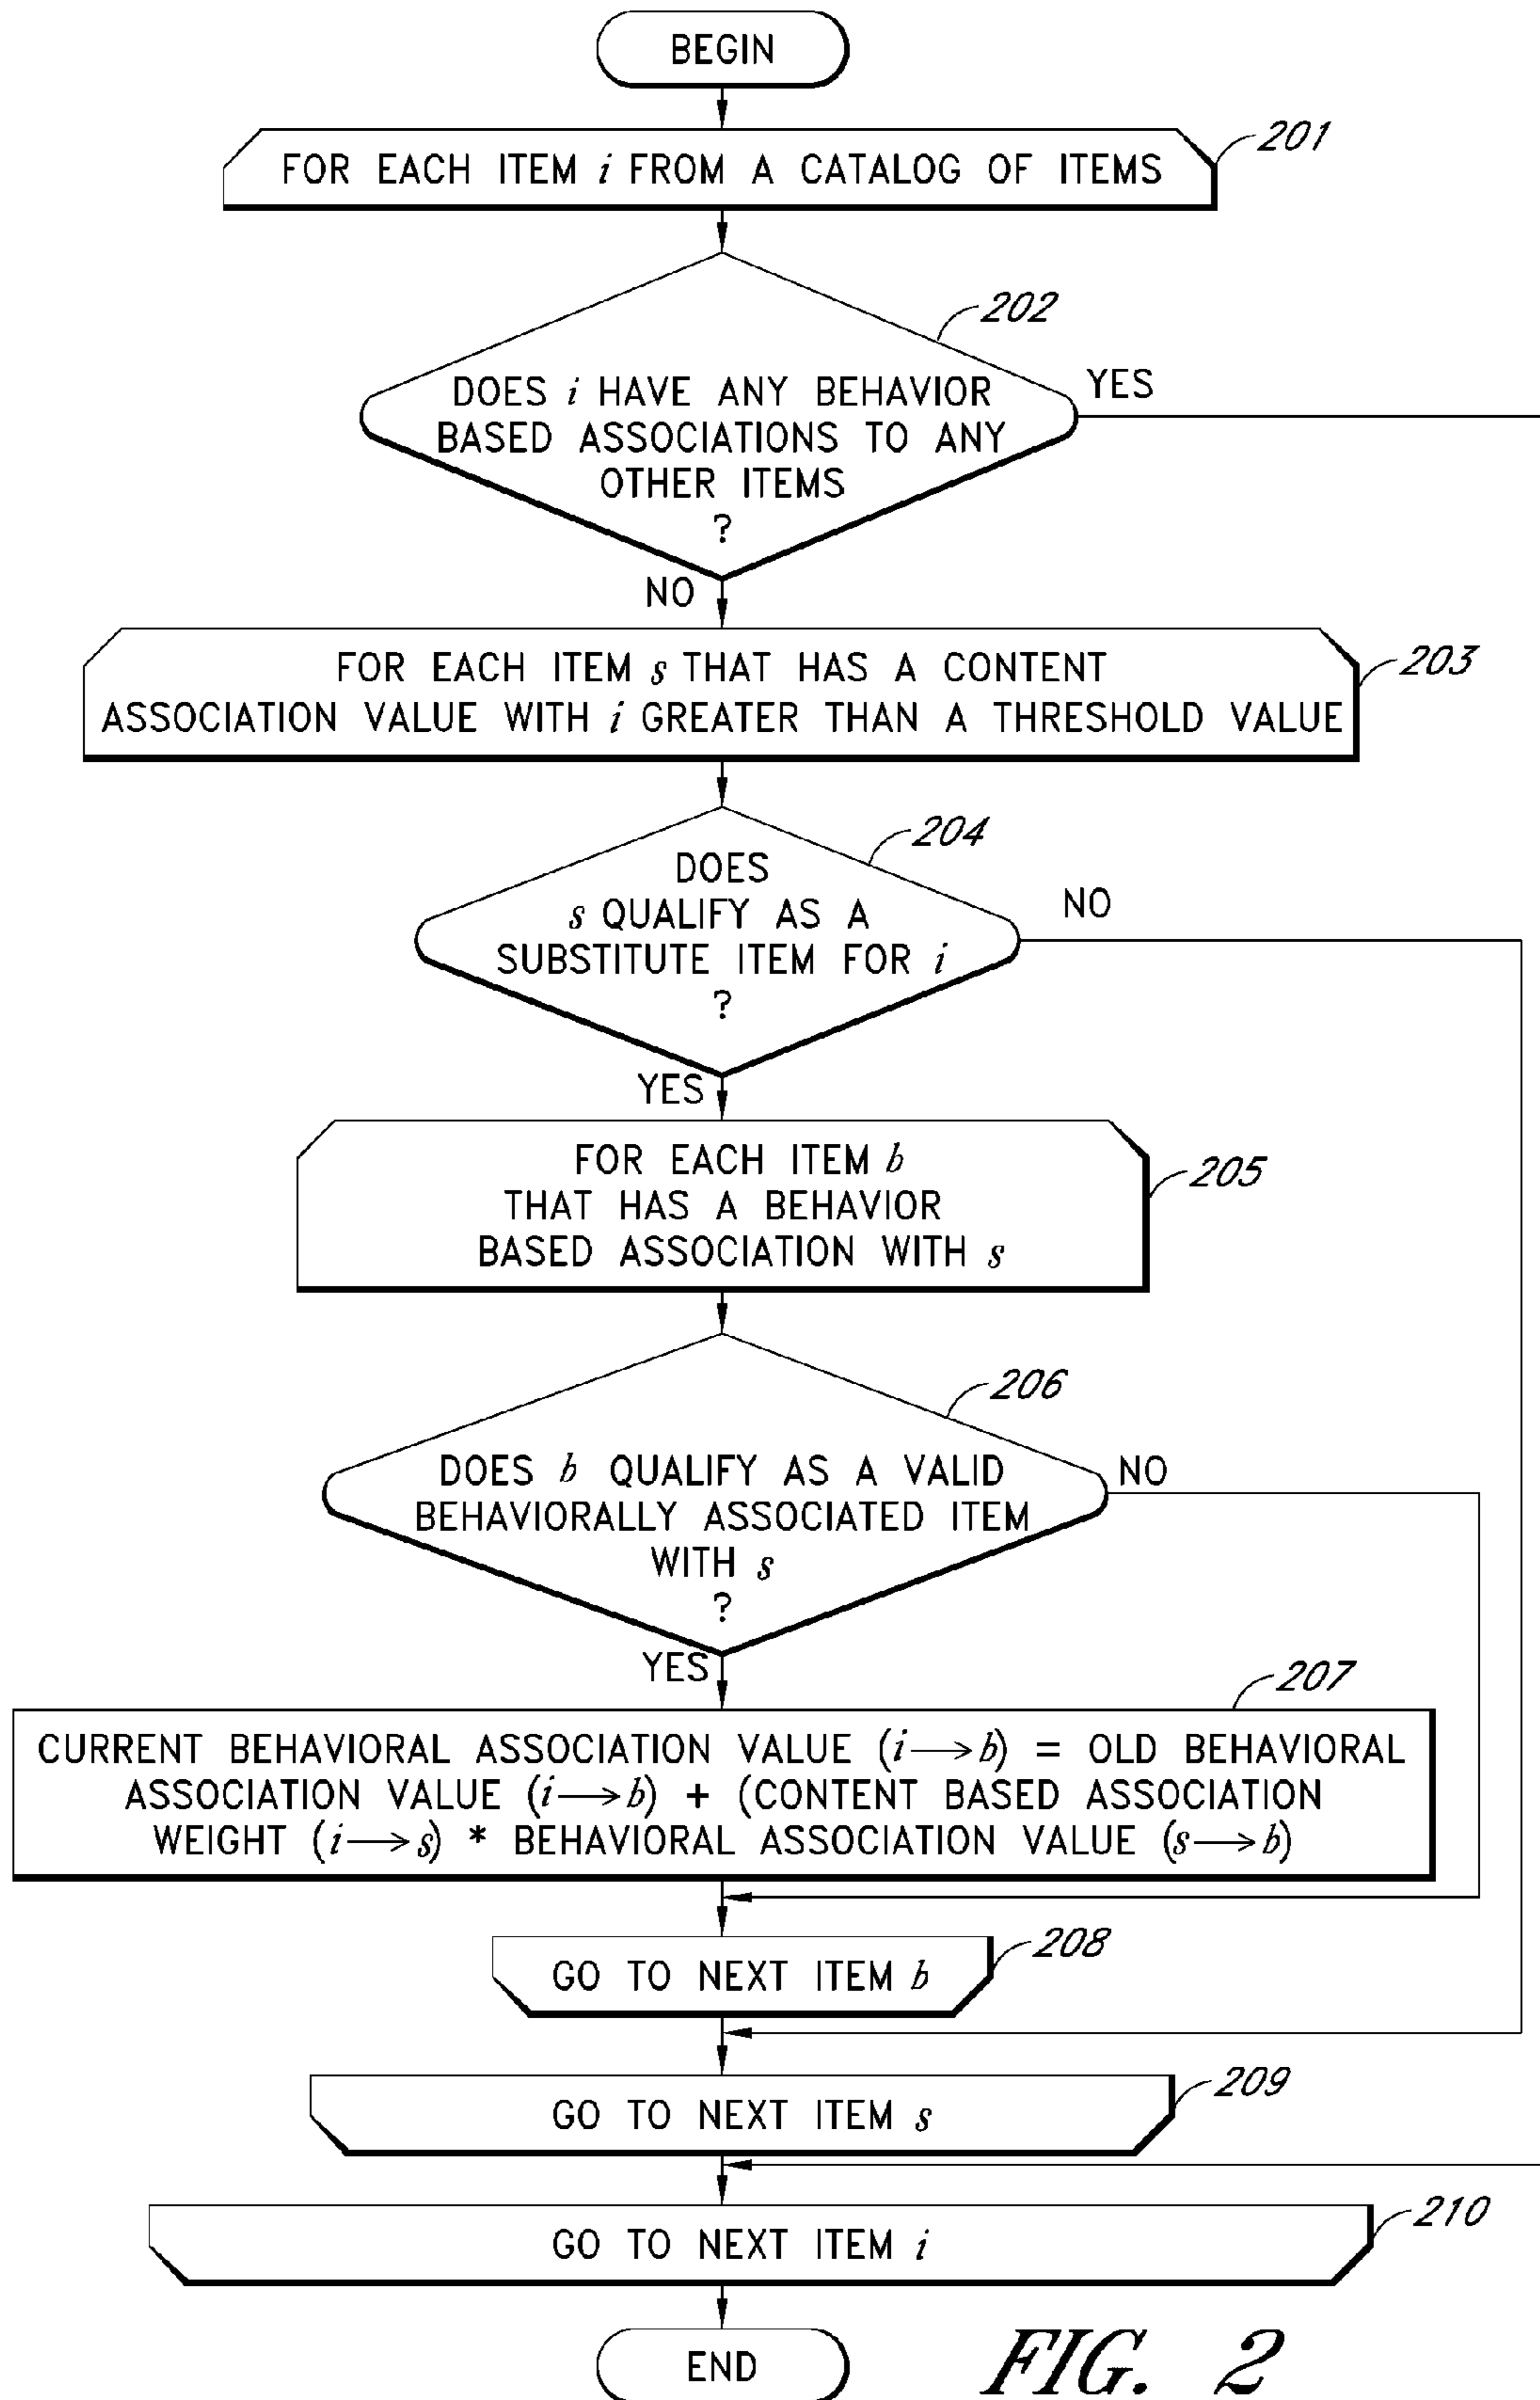 BEGIN
201
FOR EACH ITEM i FROM A CATALOG OF ITEMS
202
DOES i HAVE ANY BEHAVIOR
BASED ASSOCIATIONS TO ANY
OTHER ITEMS
?
YES
NO
203
FOR EACH ITEM s THAT HAS A CONTENT
ASSOCIATION VALUE WITH i GREATER THAN A THRESHOLD VALUE
204
DOES
s QUALIFY AS A
SUBSTITUTE ITEM FOR i
?
NO
YES
205
FOR EACH ITEM b
THAT HAS A BEHAVIOR
BASED ASSOCIATION WITH s
206
DOES b QUALIFY AS A VALID
BEHAVIORALLY ASSOCIATED ITEM
WITH s
?
NO
YES
207
CURRENT BEHAVIORAL ASSOCIATION VALUE (i⟶b) = OLD BEHAVIORAL
ASSOCIATION VALUE (i⟶b) + (CONTENT BASED ASSOCIATION
WEIGHT (i⟶s) * BEHAVIORAL ASSOCIATION VALUE (s⟶b)
208
GO TO NEXT ITEM b
209
GO TO NEXT ITEM s
210
GO TO NEXT ITEM i
END
FIG. 2